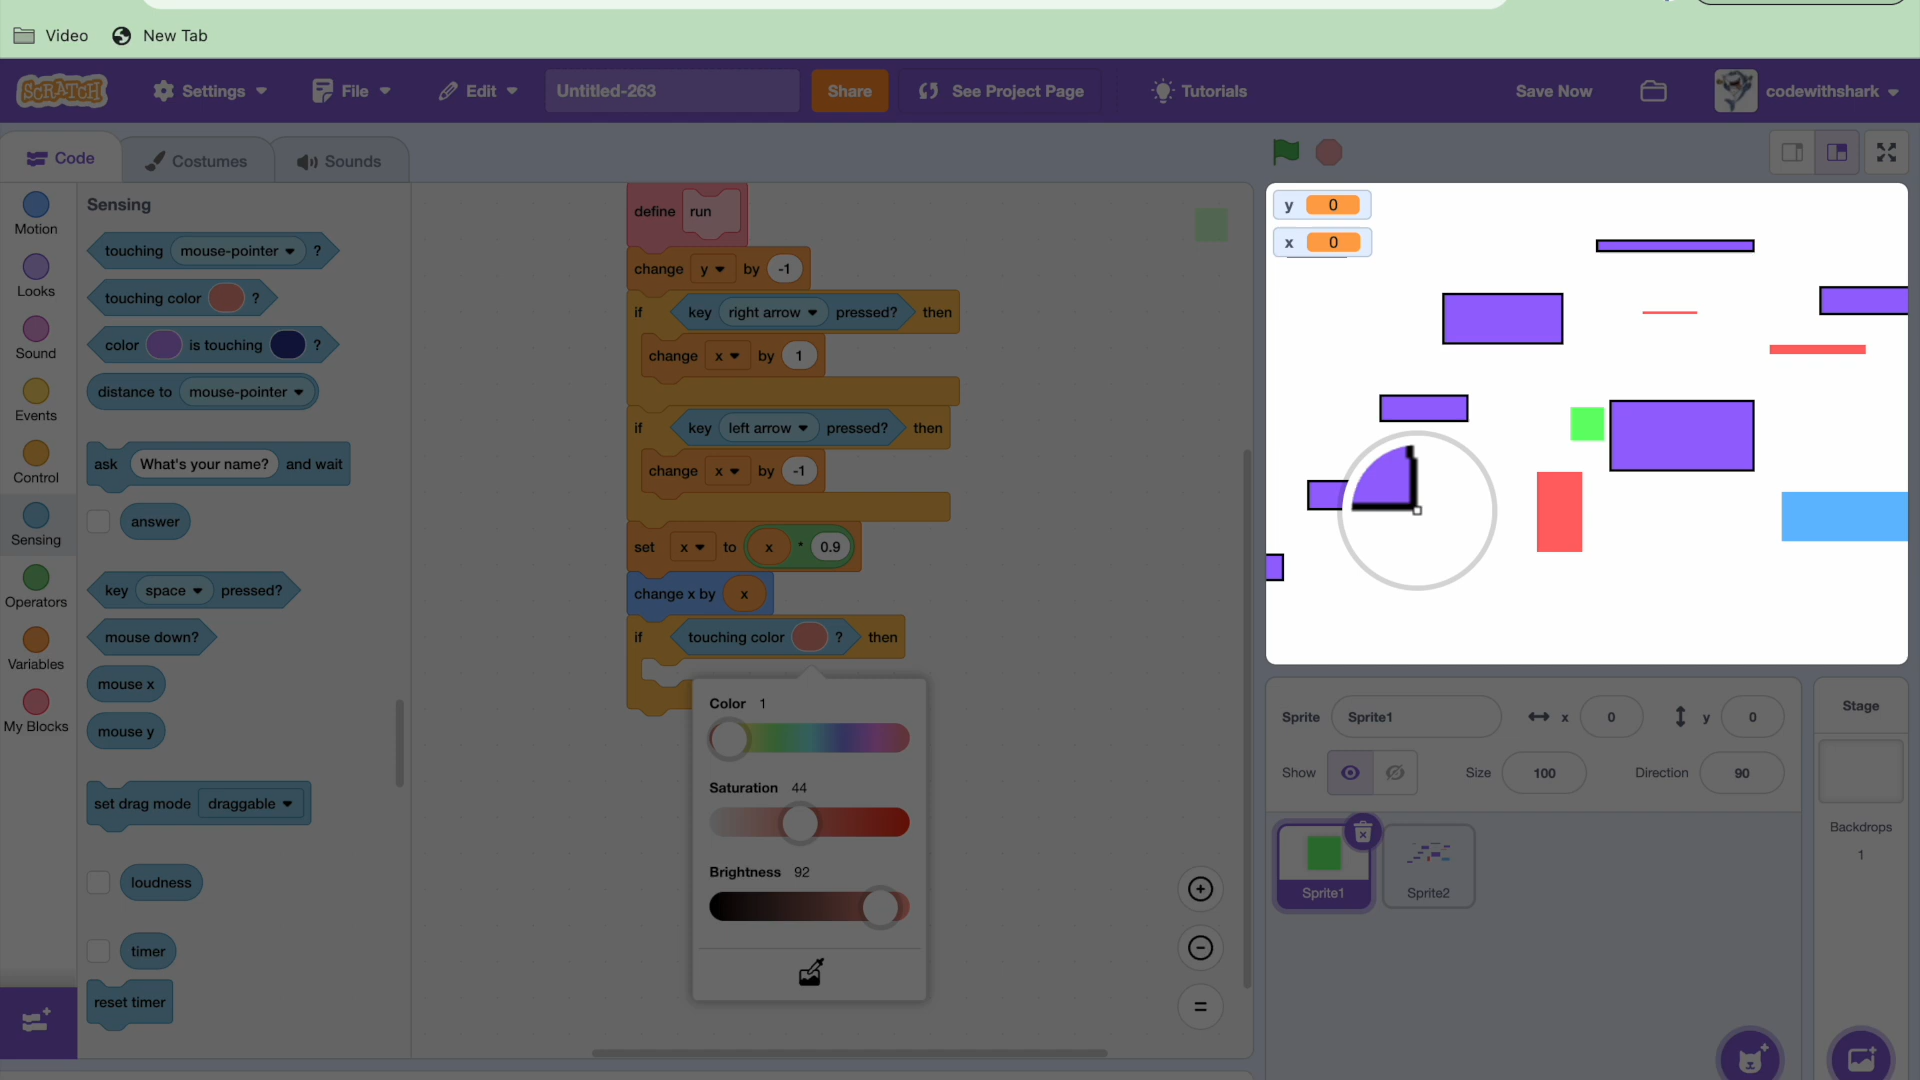 Video New Tab
SCRATCH Settings File Edit Untitled-263 Share See Project Page Tutorials Save Now codewithshark
Code Costumes Sounds
Motion
Looks
Sound
Events
Control
Sensing
Operators
Variables
My Blocks
Sensing
touching mouse-pointer ?
touching color ?
color is touching ?
distance to mouse-pointer
ask What's your name? and wait
answer
key space pressed?
mouse down?
mouse x
mouse y
set drag mode draggable
loudness
timer
reset timer
define run
change y by -1
if key right arrow pressed? then
change x by 1
if key left arrow pressed? then
change x by -1
set x to x * 0.9
change x by x
if touching color ? then
Color 1
Saturation 44
Brightness 92
y 0
x 0
Sprite Sprite1 x 0 y 0
Show Size 100 Direction 90
Sprite1 Sprite2
Stage
Backdrops
1